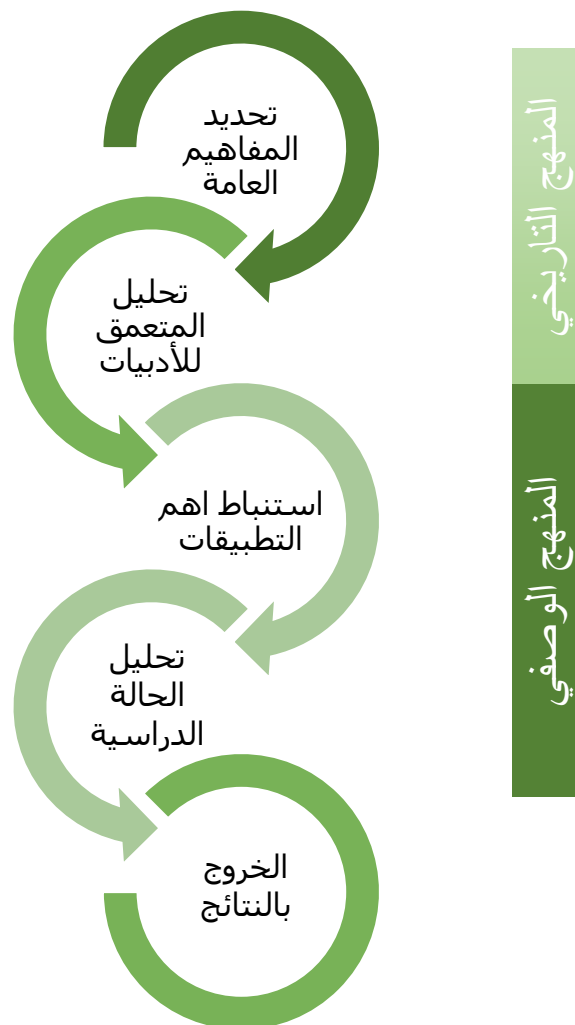 تحديد
المفاهيم
العامة
تحليل
المتعمق
للأدبيات
استنباط اهم
التطبيقات
تحليل
الحالة
الدراسية
الخروج
بالنتائج
المنهج التاريخي
المنهج الوصفي